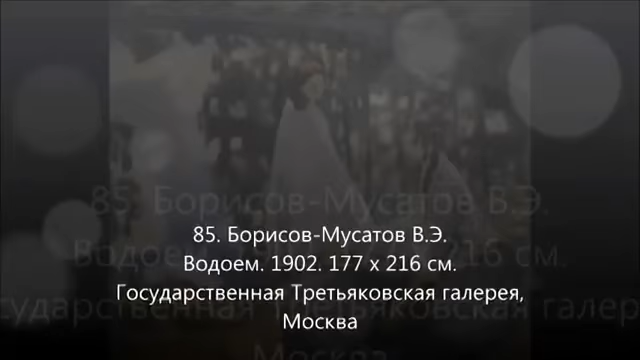 85. Борисов-Мусатов В.Э.
Водоем. 1902. 177 x 216 см.
Государственная Третьяковская галерея,
Москва